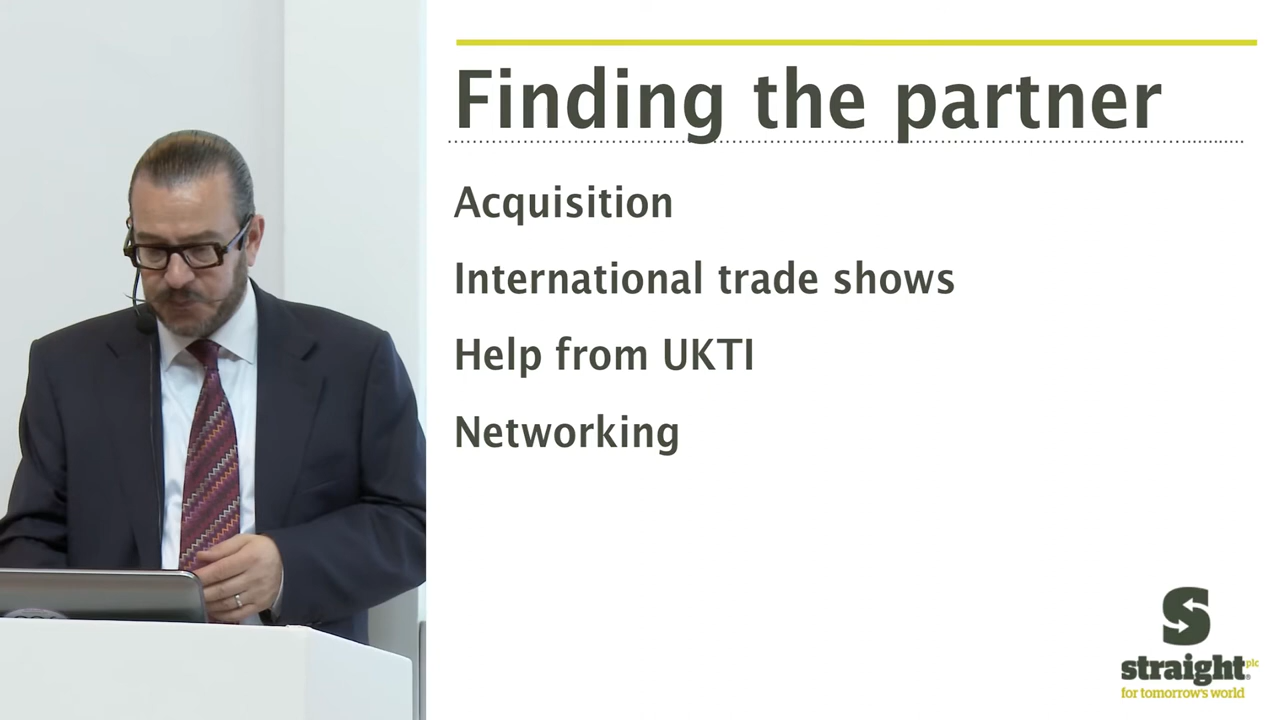 Finding the partner
Acquisition
International trade shows
Help from UKTI
Networking
straight plc
for tomorrow's world